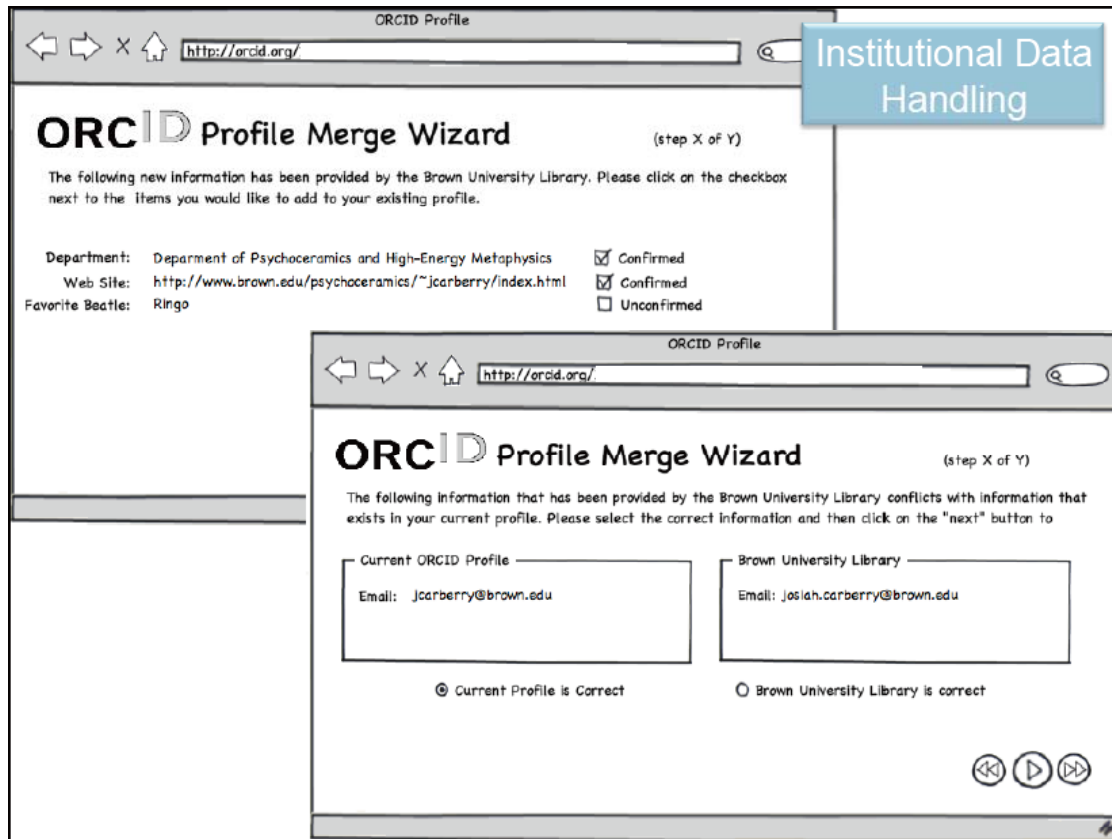 ORCID Profile
http://orcid.org/
Institutional Data
Handling
ORCID Profile Merge Wizard
(step X of Y)
The following new information has been provided by the Brown University Library. Please click on the checkbox
next to the items you would like to add to your existing profile.
Department: Deparment of Psychoceramics and High-Energy Metaphysics Confirmed
Web Site: http://www.brown.edu/psychoceramics/~jcarberry/index.html Confirmed
Favorite Beatle: Ringo Unconfirmed
ORCID Profile
http://orcid.org/
ORCID Profile Merge Wizard
(step X of Y)
The following information that has been provided by the Brown University Library conflicts with information that
exists in your current profile. Please select the correct information and then click on the "next" button to
Current ORCID Profile
Email: jcarberry@brown.edu
Brown University Library
Email: josiah.carberry@brown.edu
Current Profile is Correct
Brown University Library is correct